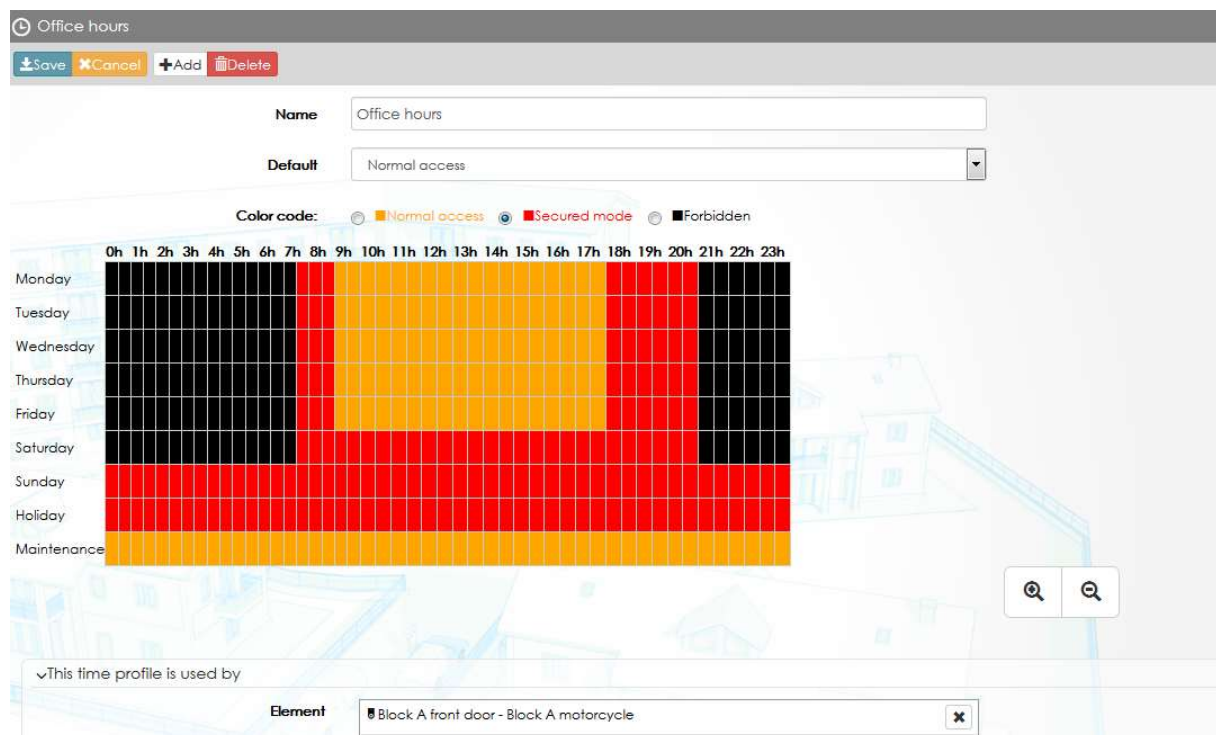 Office hours
Save Cancel Add Delete
Name Office hours
Default Normal access
Color code: Normal access Secured mode Forbidden
0h 1h 2h 3h 4h 5h 6h 7h 8h 9h 10h 11h 12h 13h 14h 15h 16h 17h 18h 19h 20h 21h 22h 23h
Monday
Tuesday
Wednesday
Thursday
Friday
Saturday
Sunday
Holiday
Maintenance
This time profile is used by
Element Block A front door - Block A motorcycle